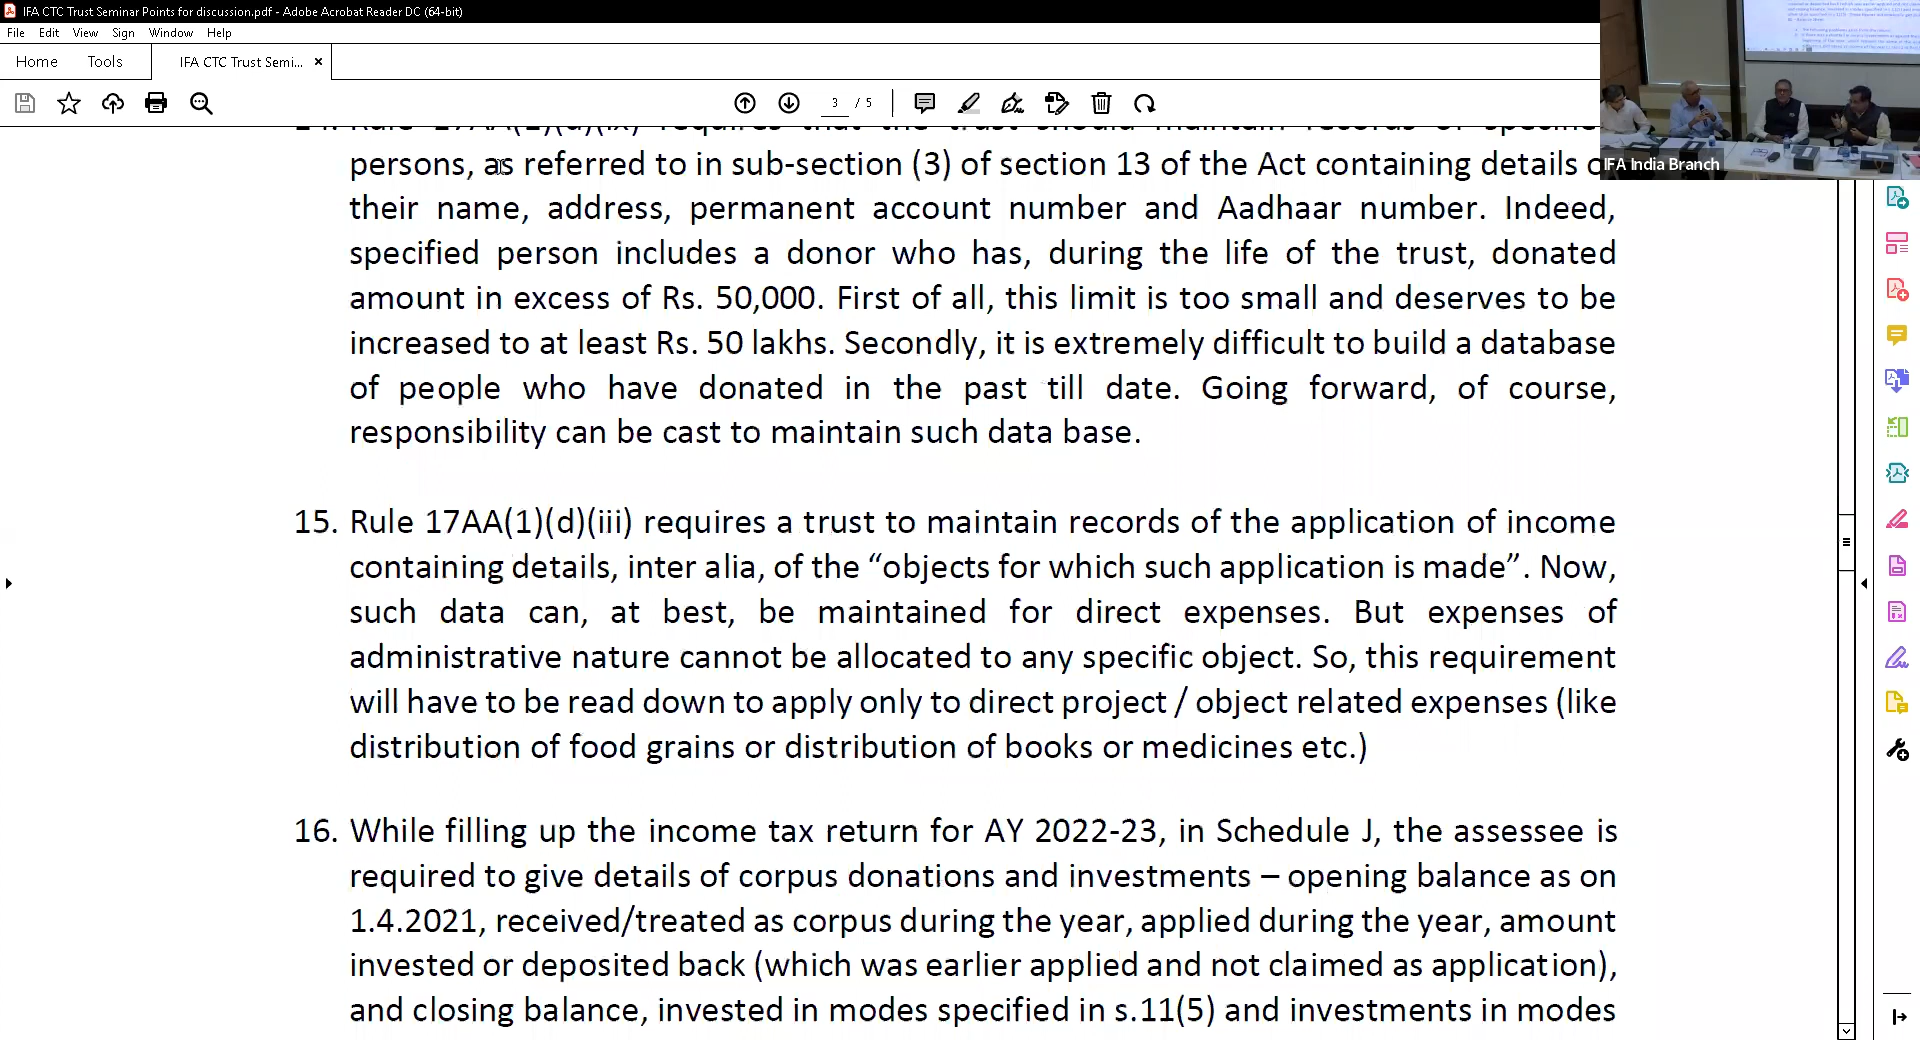 IFA CTC Trust Seminar Points for discussion.pdf - Adobe Acrobat Reader DC (64-bit)
File Edit View Sign Window Help
Home Tools IFA CTC Trust Semi... ×
3 / 5
14. Rule 17AA(1)(d)(ix) requires that the trust should maintain records of specified
persons, as referred to in sub-section (3) of section 13 of the Act containing details
their name, address, permanent account number and Aadhaar number. Indeed,
specified person includes a donor who has, during the life of the trust, donated
amount in excess of Rs. 50,000. First of all, this limit is too small and deserves to be
increased to at least Rs. 50 lakhs. Secondly, it is extremely difficult to build a database
of people who have donated in the past till date. Going forward, of course,
responsibility can be cast to maintain such data base.
15. Rule 17AA(1)(d)(iii) requires a trust to maintain records of the application of income
containing details, inter alia, of the “objects for which such application is made”. Now,
such data can, at best, be maintained for direct expenses. But expenses of
administrative nature cannot be allocated to any specific object. So, this requirement
will have to be read down to apply only to direct project / object related expenses (like
distribution of food grains or distribution of books or medicines etc.)
16. While filling up the income tax return for AY 2022-23, in Schedule J, the assessee is
required to give details of corpus donations and investments – opening balance as on
1.4.2021, received/treated as corpus during the year, applied during the year, amount
invested or deposited back (which was earlier applied and not claimed as application),
and closing balance, invested in modes specified in s.11(5) and investments in modes
IFA India Branch